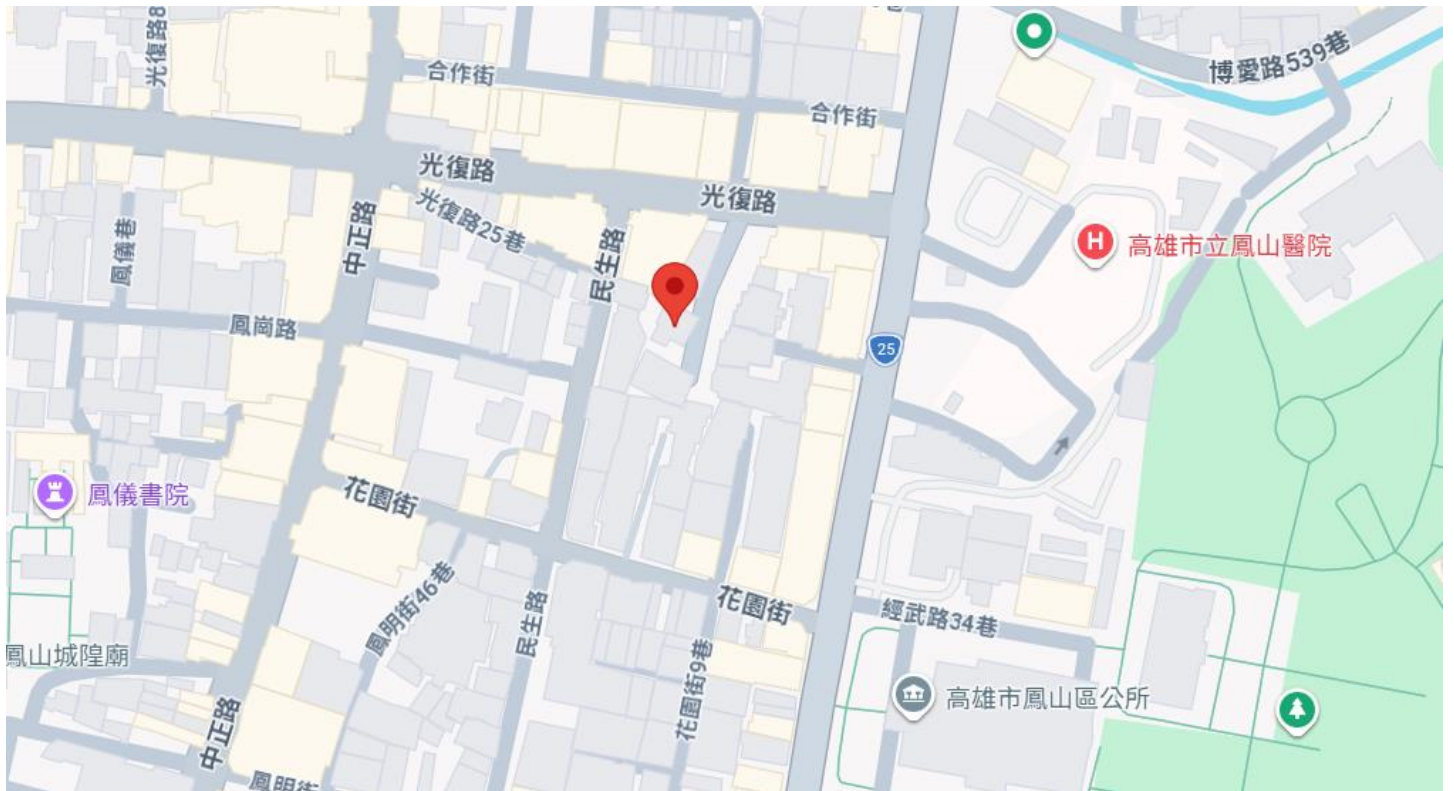 光復路8
合作街
博愛路539巷
合作街
光復路
光復路
光復路25巷
中正路
鳳儀巷
民生路
高雄市立鳳山醫院
H
鳳崗路
25
鳳儀書院
花園街
鳳明街46巷
民生路
花園街
經武路34巷
鳳山城隍廟
花園街9巷
高雄市鳳山區公所
中正路
鳳明街